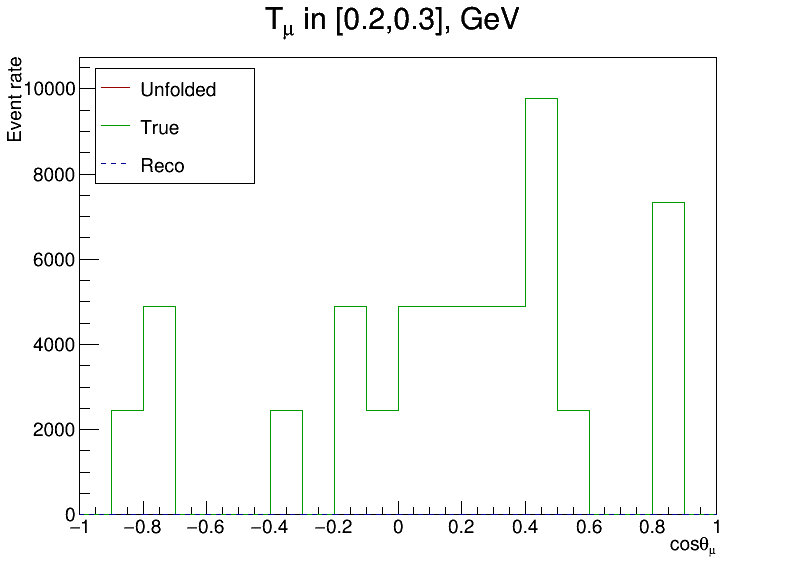 Tμ in [0.2,0.3], GeV
Event rate
10000
8000
6000
4000
2000
0
Unfolded
True
Reco
−1 −0.8 −0.6 −0.4 −0.2 0 0.2 0.4 0.6 0.8 1
cosθμ